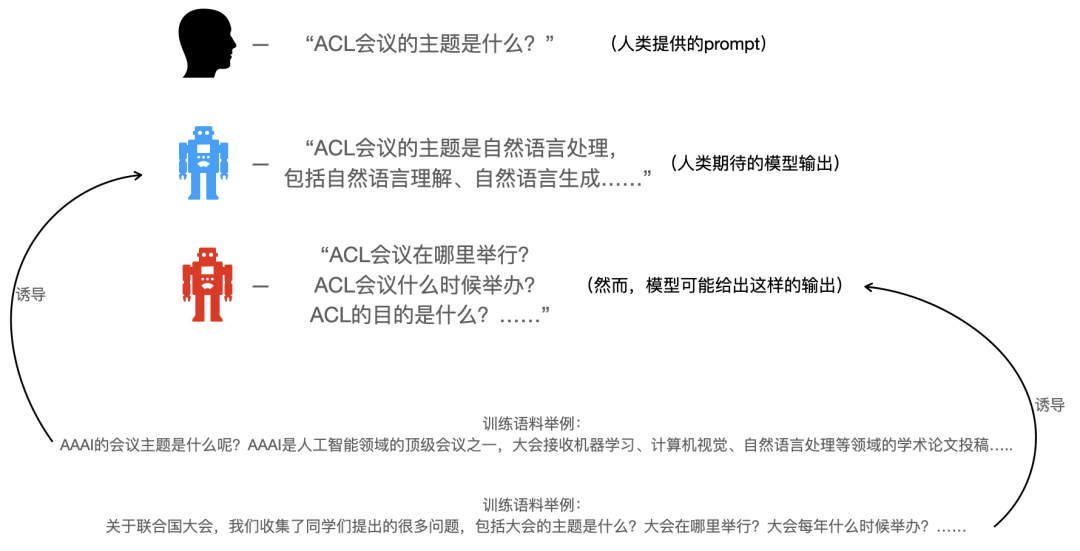 “ACL会议的主题是什么？”
（人类提供的prompt）
“ACL会议的主题是自然语言处理，
包括自然语言理解、自然语言生成……”
（人类期待的模型输出）
“ACL会议在哪里举行？
ACL会议什么时候举办？
ACL的目的是什么？……”
（然而，模型可能给出这样的输出）
诱导
诱导
训练语料举例：
AAAI的会议主题是什么呢？AAAI是人工智能领域的顶级会议之一，大会接收机器学习、计算机视觉、自然语言处理等领域的学术论文投稿…..
训练语料举例：
关于联合国大会，我们收集了同学们提出的很多问题，包括大会的主题是什么？大会在哪里举行？大会每年什么时候举办？……